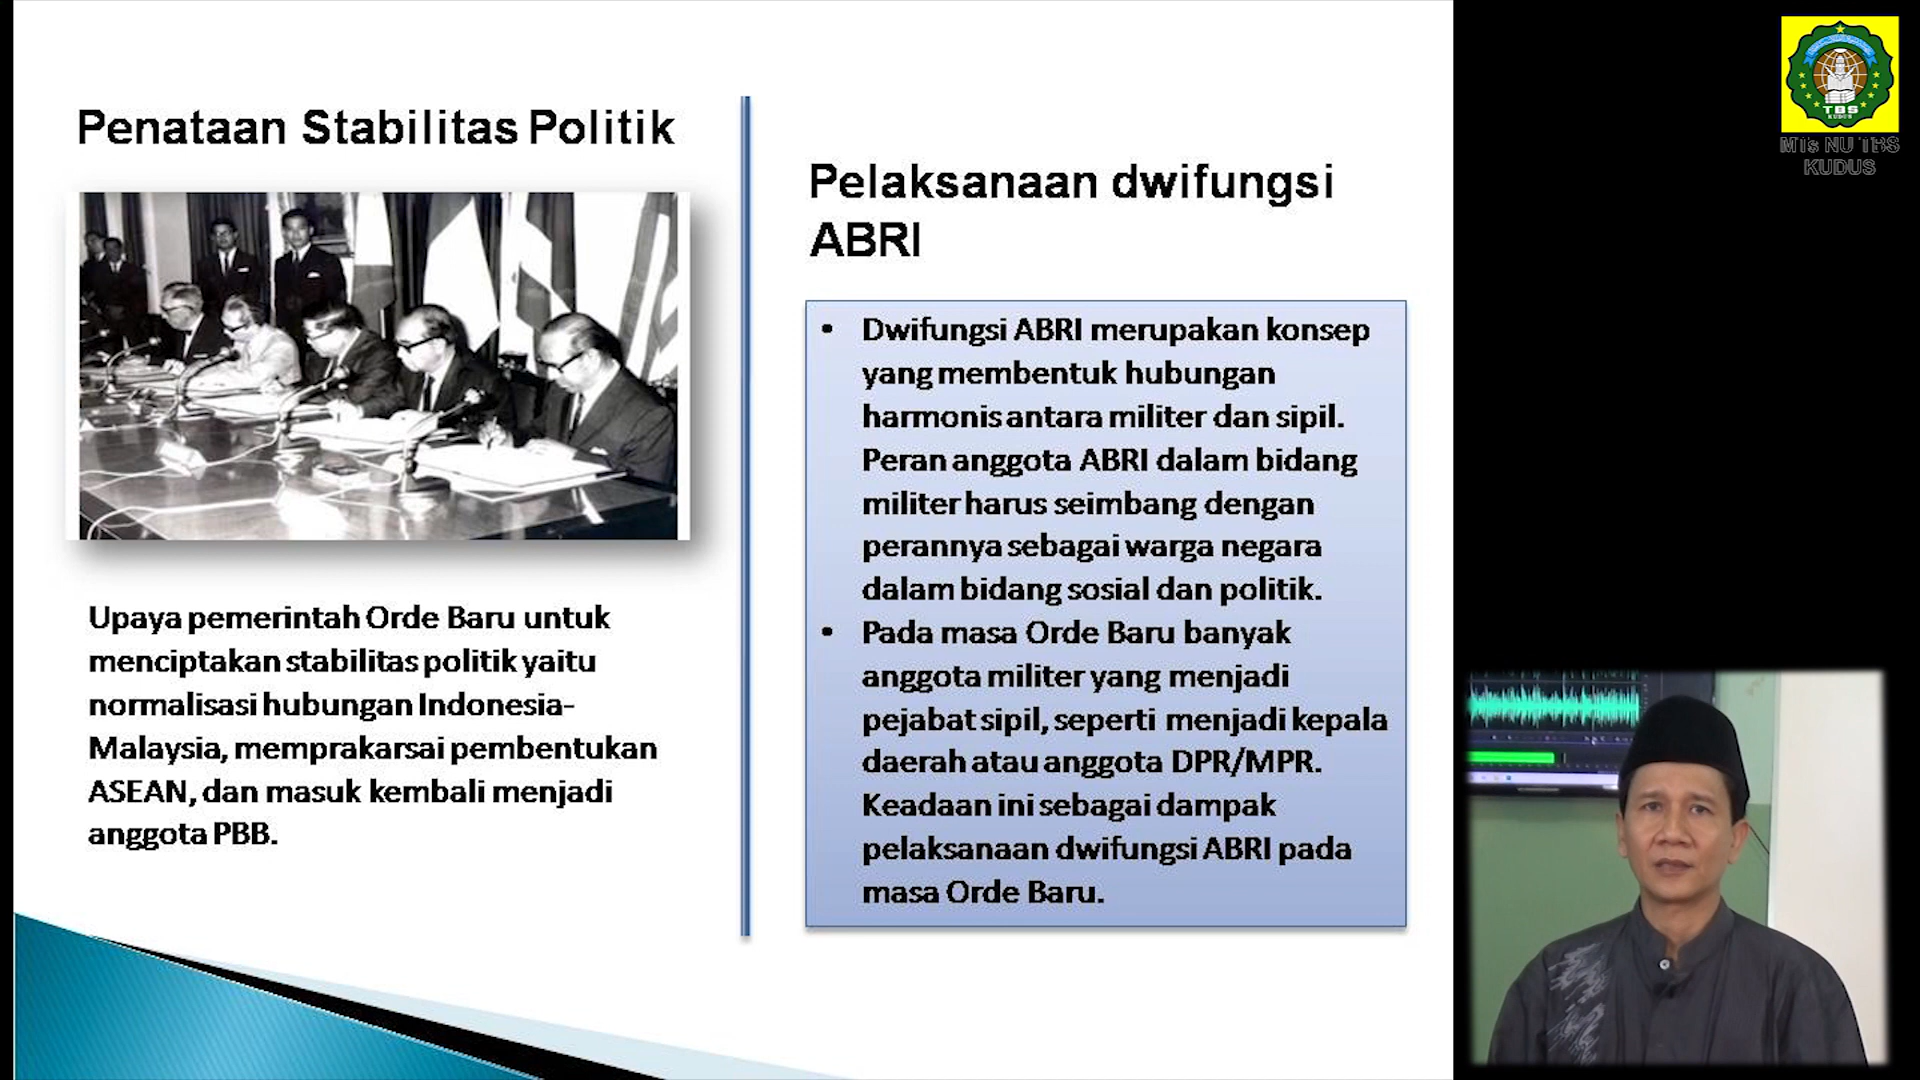 Penataan Stabilitas Politik
Upaya pemerintah Orde Baru untuk
menciptakan stabilitas politik yaitu
normalisasi hubungan Indonesia-
Malaysia, memprakarsai pembentukan
ASEAN, dan masuk kembali menjadi
anggota PBB.
Pelaksanaan dwifungsi
ABRI
• Dwifungsi ABRI merupakan konsep
yang membentuk hubungan
harmonis antara militer dan sipil.
Peran anggota ABRI dalam bidang
militer harus seimbang dengan
perannya sebagai warga negara
dalam bidang sosial dan politik.
• Pada masa Orde Baru banyak
anggota militer yang menjadi
pejabat sipil, seperti menjadi kepala
daerah atau anggota DPR/MPR.
Keadaan ini sebagai dampak
pelaksanaan dwifungsi ABRI pada
masa Orde Baru.
TBS
KUDUS
MTs NU TBS
KUDUS